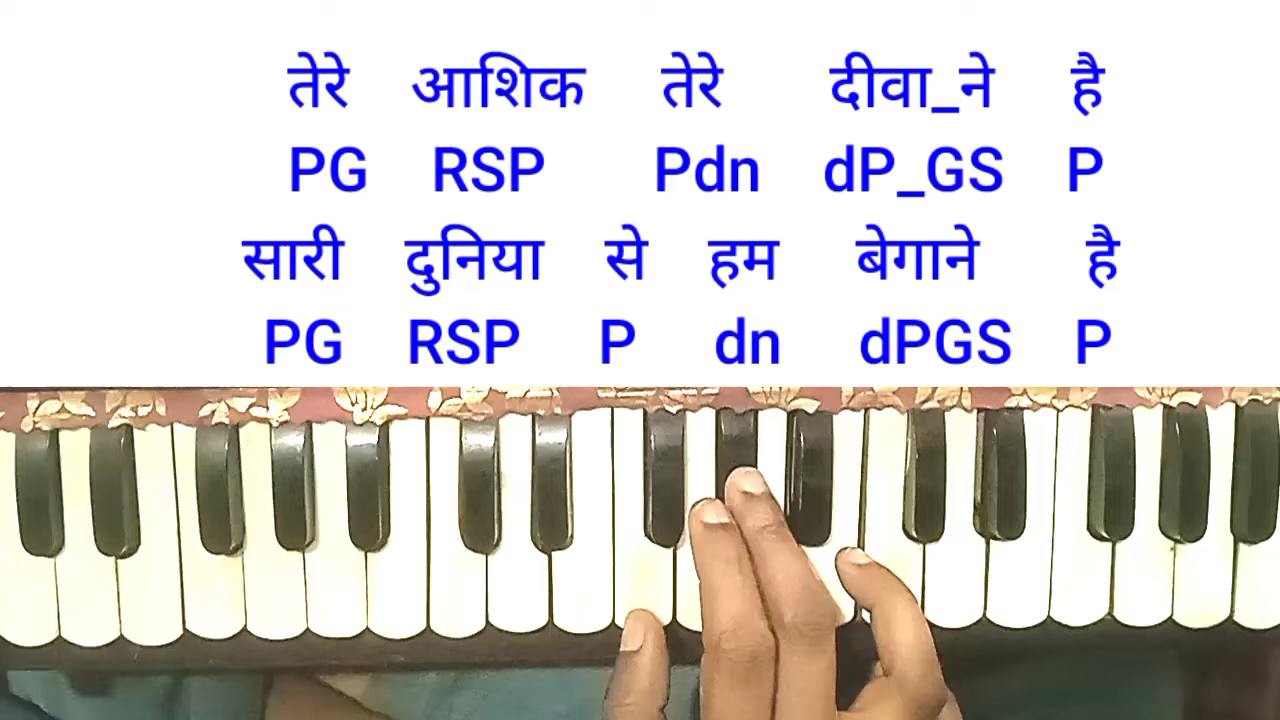 तेरे आशिक तेरे दीवा_ने है
PG RSP Pdn dP_GS P
सारी दुनिया से हम बेगाने है
PG RSP P dn dPGS P